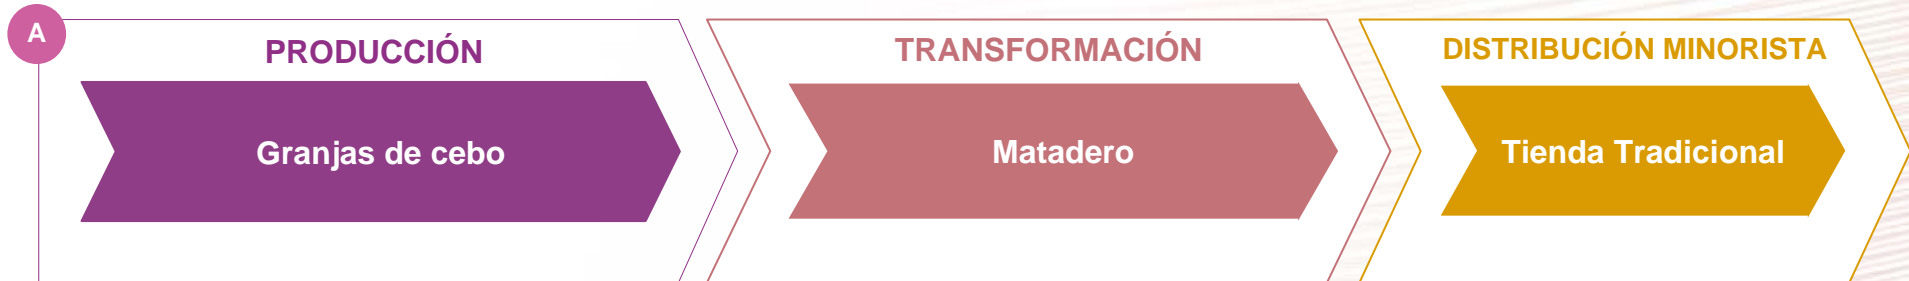 A
PRODUCCIÓN
TRANSFORMACIÓN
DISTRIBUCIÓN MINORISTA
Granjas de cebo
Matadero
Tienda Tradicional